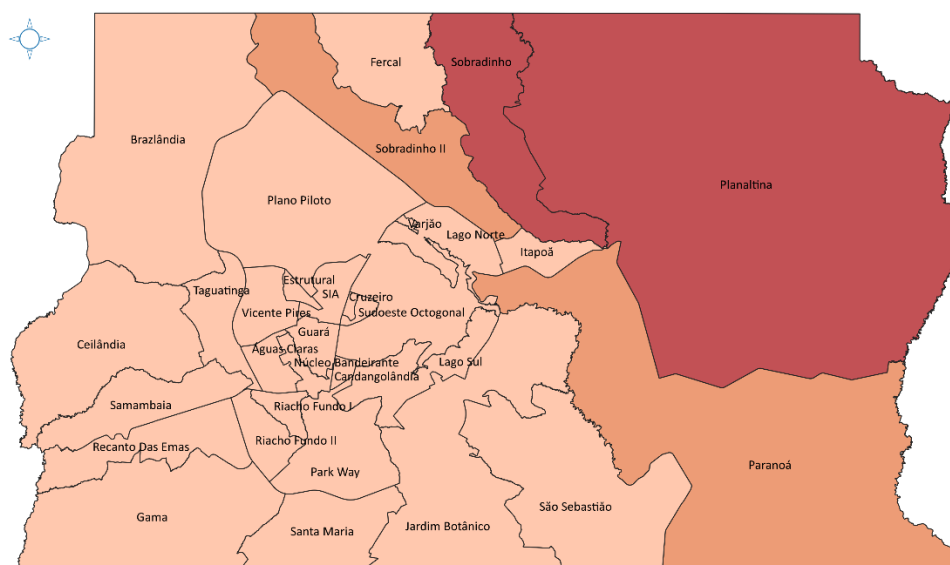 Fercal
Sobradinho
Brazlândia
Sobradinho II
Planaltina
Plano Piloto
Varjão
Lago Norte
Itapoã
Taguatinga
Estrutural
SIA
Cruzeiro
Vicente Pires
Sudoeste Octogonal
Guará
Ceilândia
Águas Claras
Núcleo Bandeirante
Lago Sul
Candangolândia
Samambaia
Riacho Fundo I
Recanto Das Emas
Riacho Fundo II
Park Way
Paranoá
Gama
Santa Maria
Jardim Botânico
São Sebastião